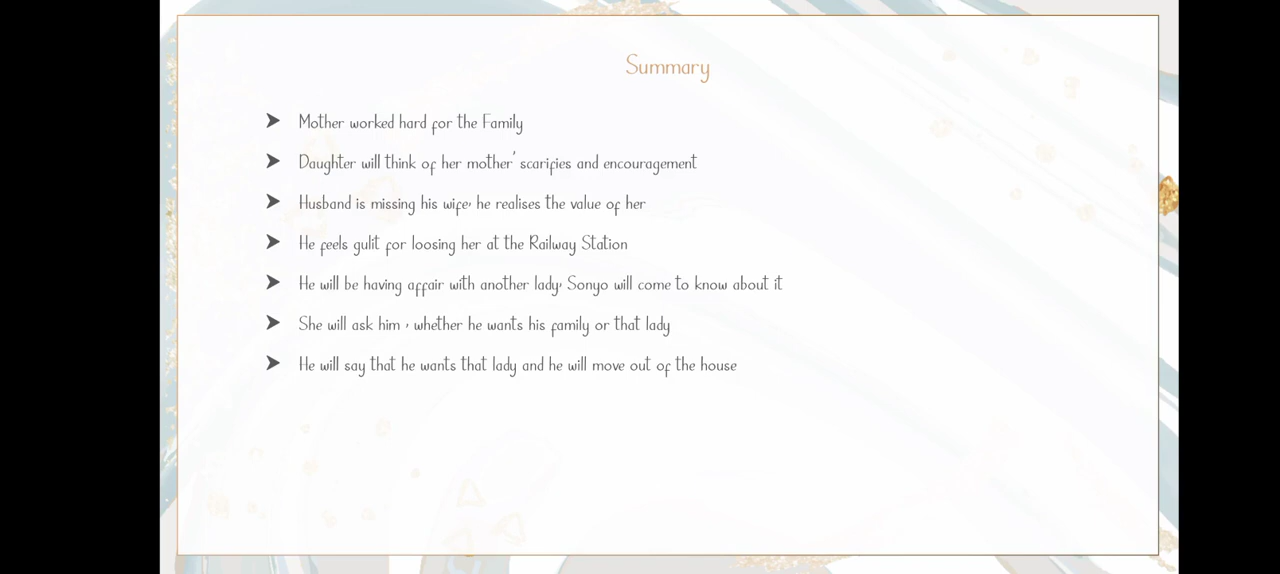 Summary
Mother worked hard for the Family
Daughter will think of her mother' scarifies and encouragement
Husband is missing his wife, he realises the value of her
He feels gulit for loosing her at the Railway Station
He will be having affair with another lady, Sonyo will come to know about it
She will ask him , whether he wants his family or that lady
He will say that he wants that lady and he will move out of the house